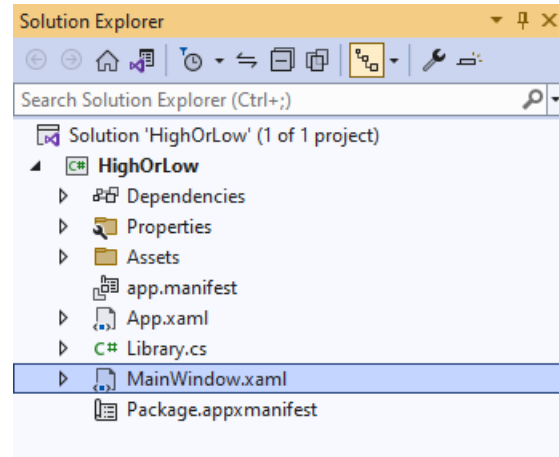 Solution Explorer
Search Solution Explorer (Ctrl+;)
Solution 'HighOrLow' (1 of 1 project)
C# HighOrLow
Dependencies
Properties
Assets
app.manifest
App.xaml
C# Library.cs
MainWindow.xaml
Package.appxmanifest